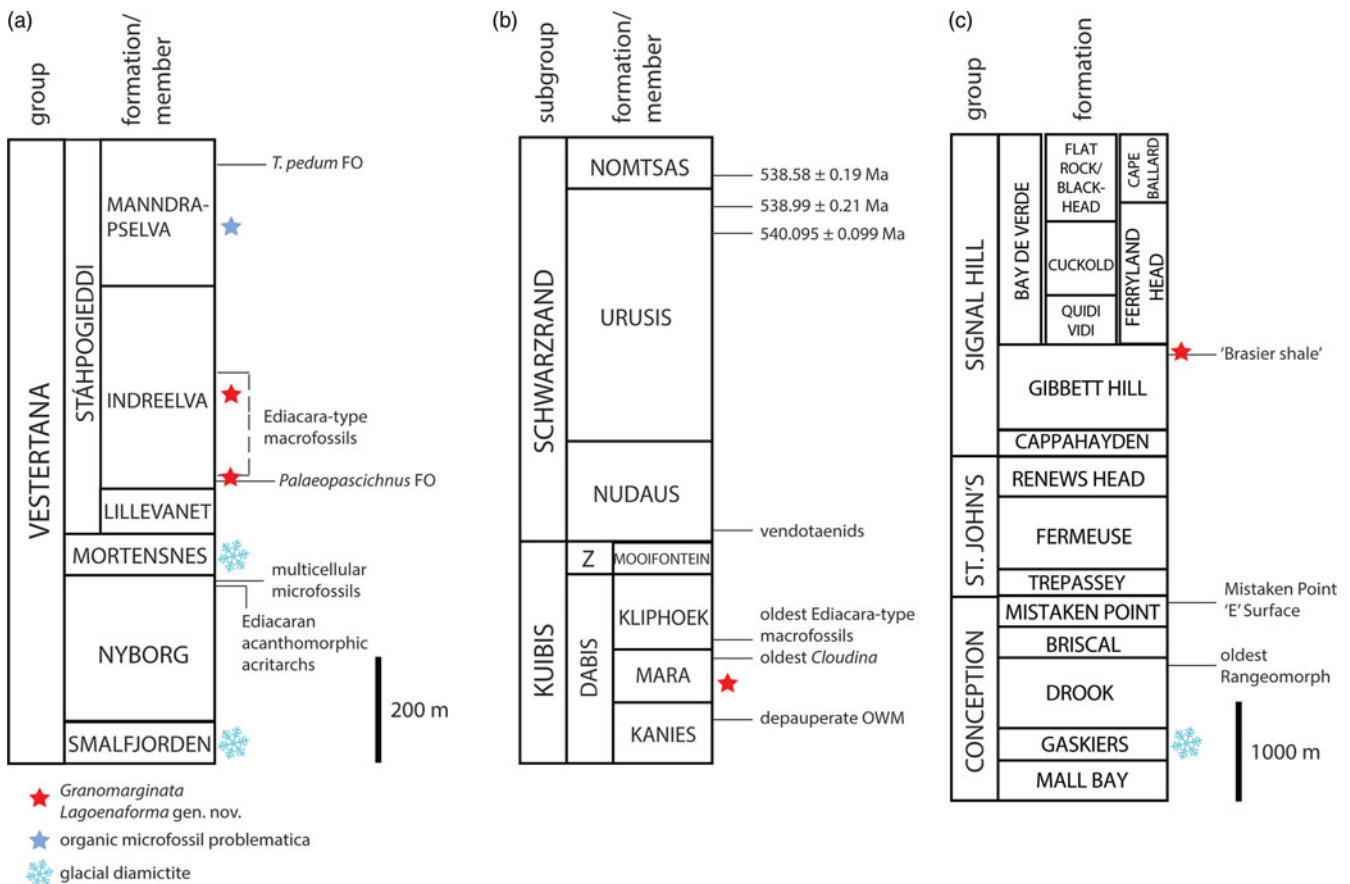 (a)
group
formation/
member
VESTERTANA
STÁHPOGIEDDI
MANNDRA-
PSELVA
INDREELVA
LILLEVANET
MORTENSNES
NYBORG
SMALFJORDEN
T. pedum FO
Ediacara-type
macrofossils
Palaeopascichnus FO
multicellular
microfossils
Ediacaran
acanthomorphic
acritarchs
200 m
Granomarginata
Lagoenaforma gen. nov.
organic microfossil problematica
glacial diamictite
(b)
subgroup
formation/
member
SCHWARZRAND
KUIBIS
Z
DABIS
NOMTSAS
URUSIS
NUDAUS
MOOIFONTEIN
KLIPHOEK
MARA
KANIES
538.58 ± 0.19 Ma
538.99 ± 0.21 Ma
540.095 ± 0.099 Ma
vendotaenids
oldest Ediacara-type
macrofossils
oldest Cloudina
depauperate OWM
(c)
group
formation
SIGNAL HILL
ST. JOHN'S
CONCEPTION
BAY DE VERDE
FLAT
ROCK/
BLACK-
HEAD
CUCKOLD
QUIDI
VIDI
CAPE
BALLARD
FERRYLAND
HEAD
GIBBETT HILL
CAPPAHAYDEN
RENEWS HEAD
FERMEUSE
TREPASSEY
MISTAKEN POINT
BRISCAL
DROOK
GASKIERS
MALL BAY
'Brasier shale'
Mistaken Point
'E' Surface
oldest
Rangeomorph
1000 m